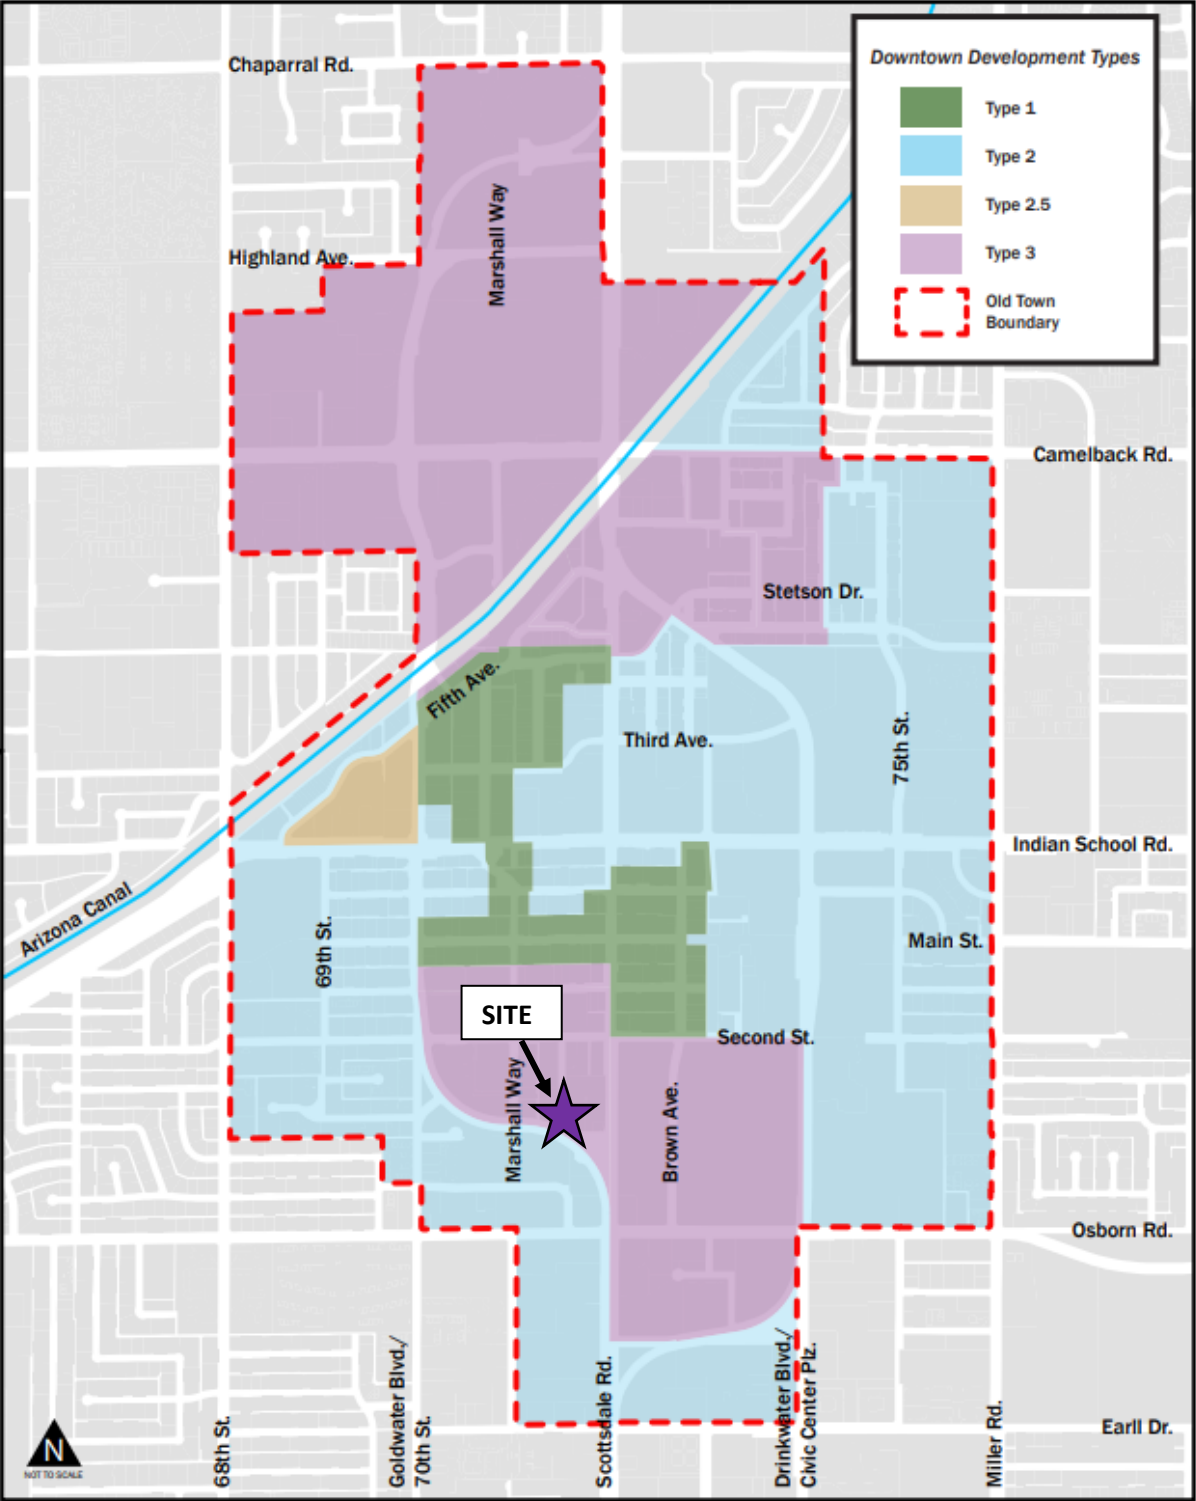 Downtown Development Types
Type 1
Type 2
Type 2.5
Type 3
Old Town
Boundary
Chaparral Rd.
Marshall Way
Highland Ave.
Camelback Rd.
Stetson Dr.
Fifth Ave.
Third Ave.
75th St.
Indian School Rd.
Arizona Canal
69th St.
Main St.
SITE
Second St.
Marshall Way
Brown Ave.
Osborn Rd.
68th St.
Goldwater Blvd./
70th St.
Scottsdale Rd.
Drinkwater Blvd./
Civic Center Plz.
Miller Rd.
Earll Dr.
N
NOT TO SCALE